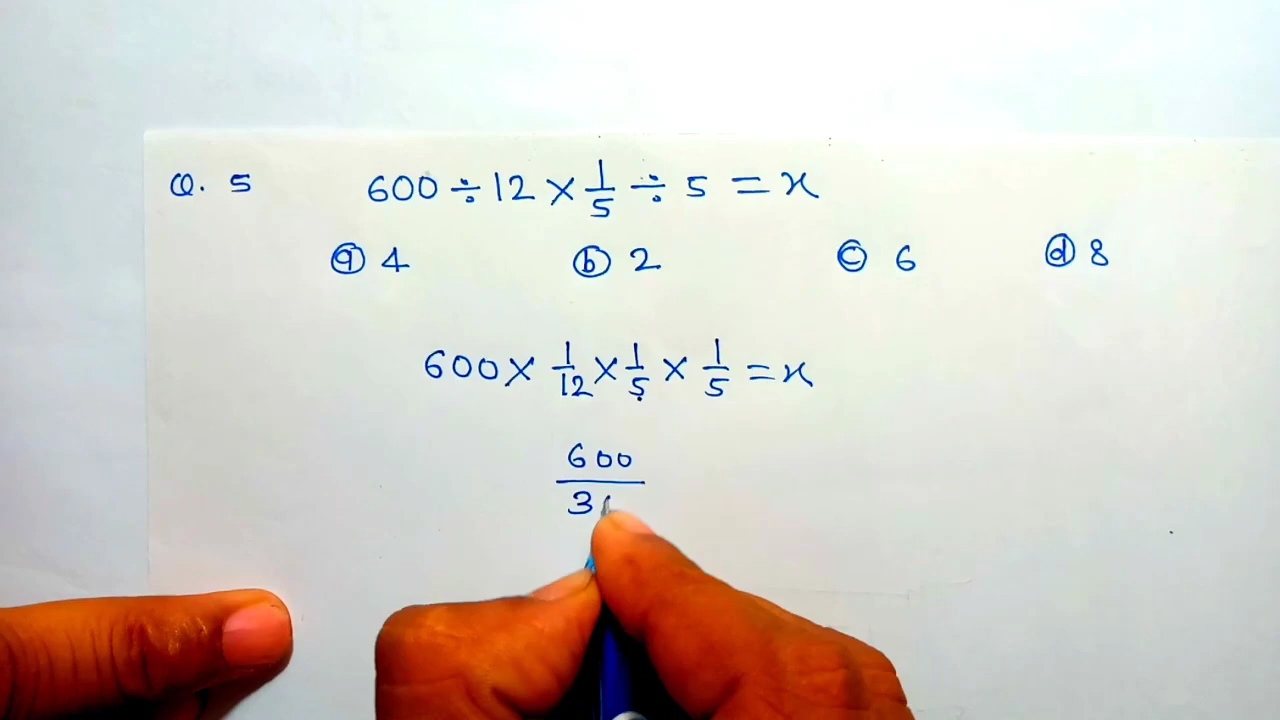 Q. 5 600 ÷ 12 × 1/5 ÷ 5 = x
ⓐ 4 ⓑ 2 ⓒ 6 ⓓ 8
600 × 1/12 × 1/5 × 1/5 = x
600
3